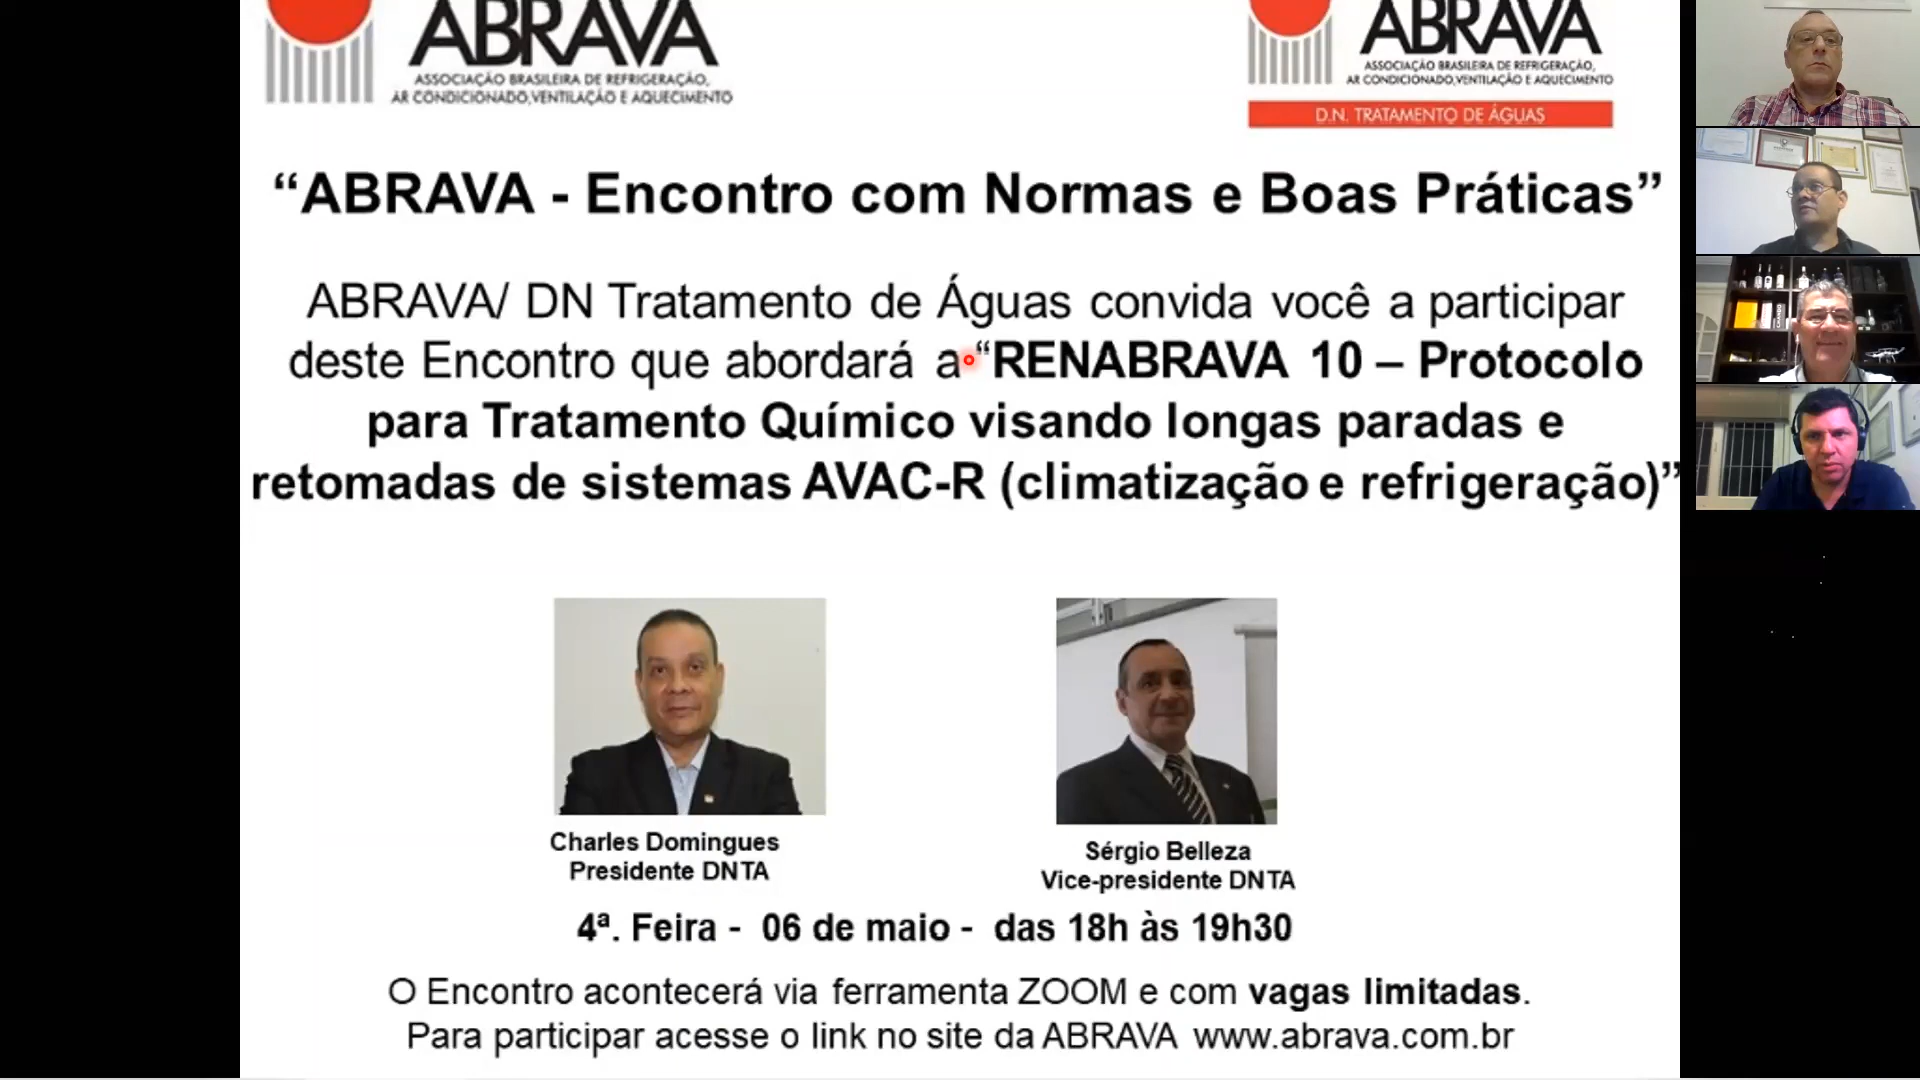 ABRAVA
ASSOCIAÇÃO BRASILEIRA DE REFRIGERAÇÃO,
AR CONDICIONADO, VENTILAÇÃO E AQUECIMENTO
ABRAVA
ASSOCIAÇÃO BRASILEIRA DE REFRIGERAÇÃO,
AR CONDICIONADO, VENTILAÇÃO E AQUECIMENTO
D.N. TRATAMENTO DE ÁGUAS
“ABRAVA - Encontro com Normas e Boas Práticas”
ABRAVA/ DN Tratamento de Águas convida você a participar
deste Encontro que abordará a “RENABRAVA 10 – Protocolo
para Tratamento Químico visando longas paradas e
retomadas de sistemas AVAC-R (climatização e refrigeração)”
Charles Domingues
Presidente DNTA
Sérgio Belleza
Vice-presidente DNTA
4ª. Feira - 06 de maio - das 18h às 19h30
O Encontro acontecerá via ferramenta ZOOM e com vagas limitadas.
Para participar acesse o link no site da ABRAVA www.abrava.com.br